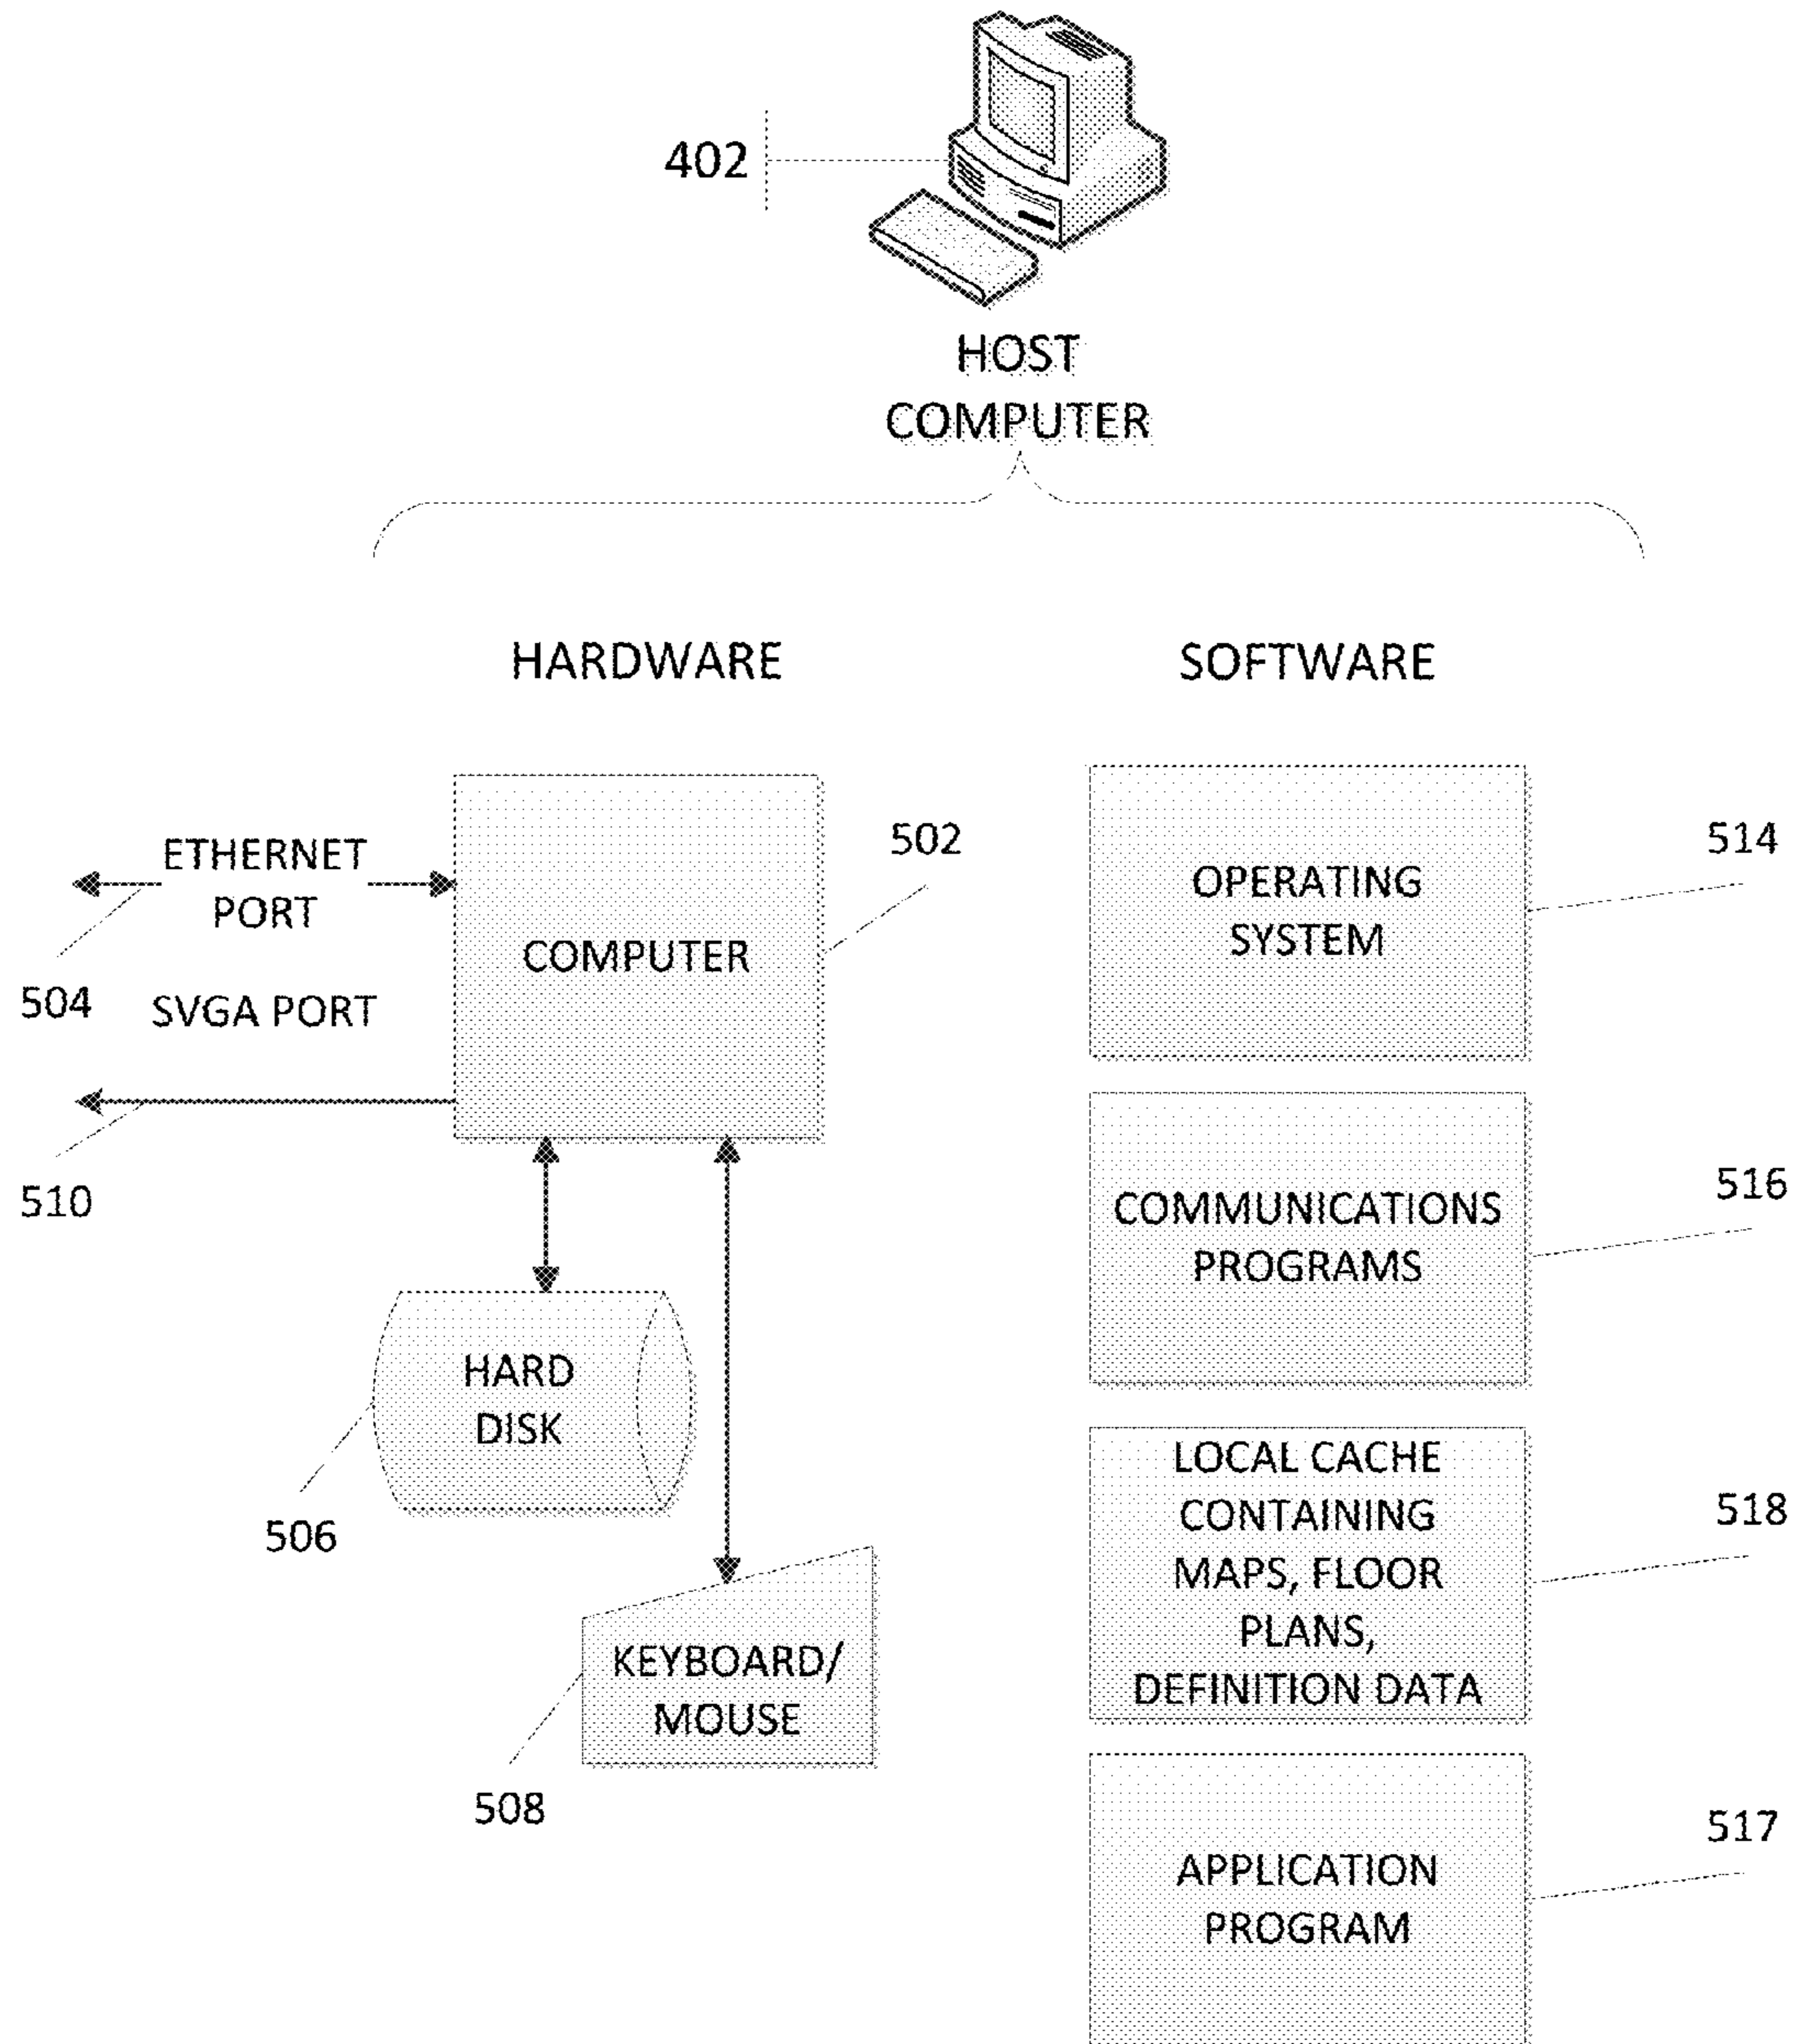 402
HOST
COMPUTER
HARDWARE
SOFTWARE
ETHERNET
PORT
504
SVGA PORT
510
COMPUTER
502
HARD
DISK
506
KEYBOARD/
MOUSE
508
OPERATING
SYSTEM
514
COMMUNICATIONS
PROGRAMS
516
LOCAL CACHE
CONTAINING
MAPS, FLOOR
PLANS,
DEFINITION DATA
518
APPLICATION
PROGRAM
517